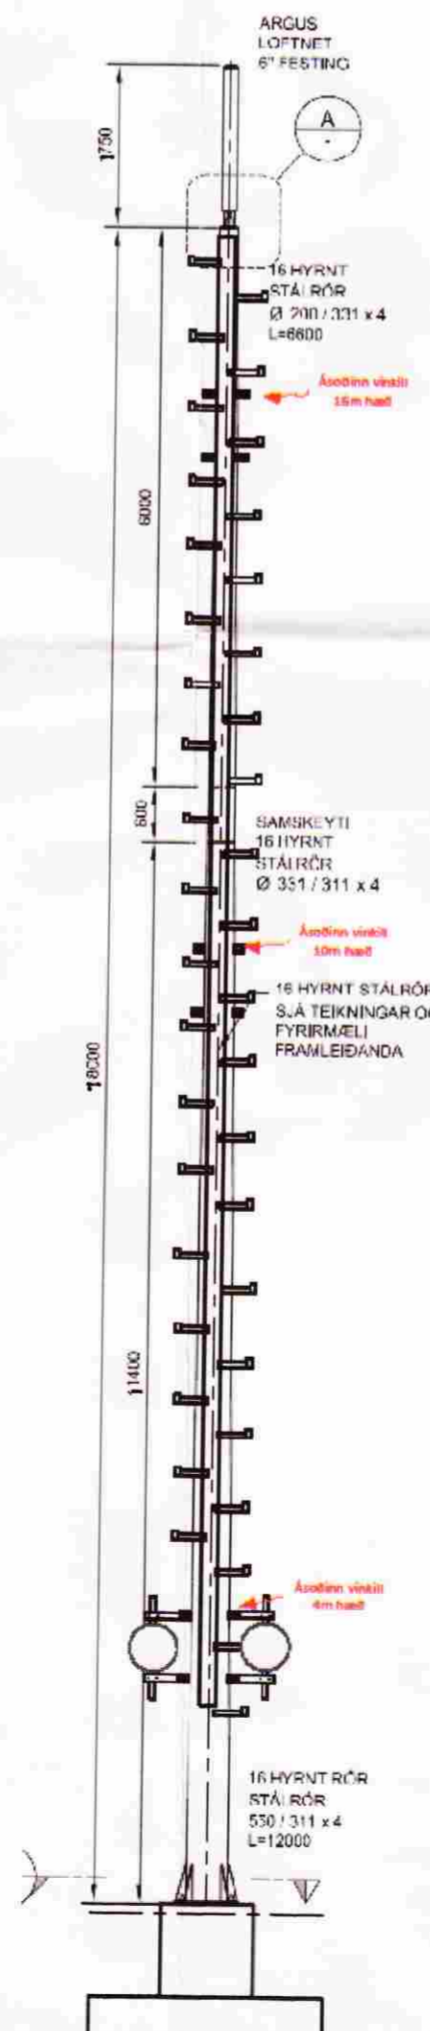 ARGUS
LOFTNET
6" FESTING
A
-
1750
16 HYRNT
STÁLRÖR
Ø 200 / 331 x 4
L=6600
Ásoðinn vinkill
16m hæð
6000
600
SAMSKEYTI
16 HYRNT
STÁLRÖR
Ø 331 / 311 x 4
Ásoðinn vinkill
10m hæð
16 HYRNT STÁLRÖR
SJÁ TEIKNINGAR OG
FYRIRMÆLI
FRAMLEIÐANDA
18000
11400
Ásoðinn vinkill
4m hæð
16 HYRNT RÖR
STÁLRÖR
530 / 311 x 4
L=12000